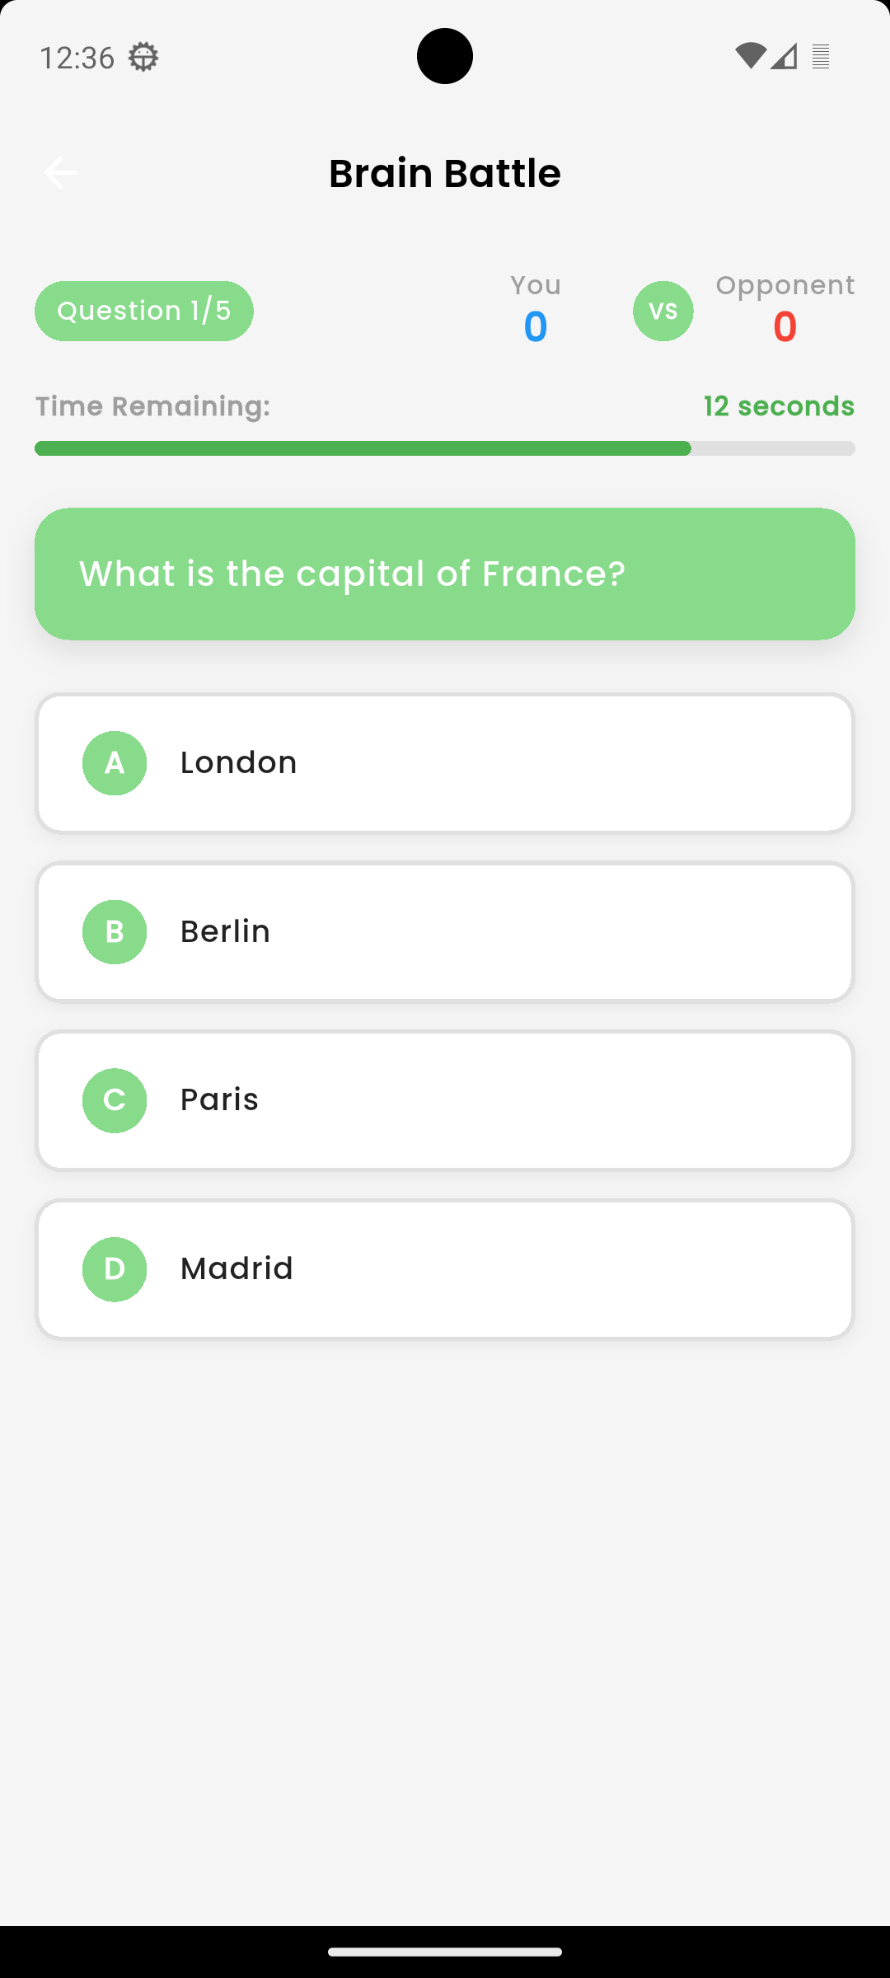 12:36
Brain Battle
Question 1/5
You
0
VS
Opponent
0
Time Remaining:
12 seconds
What is the capital of France?
A London
B Berlin
C Paris
D Madrid